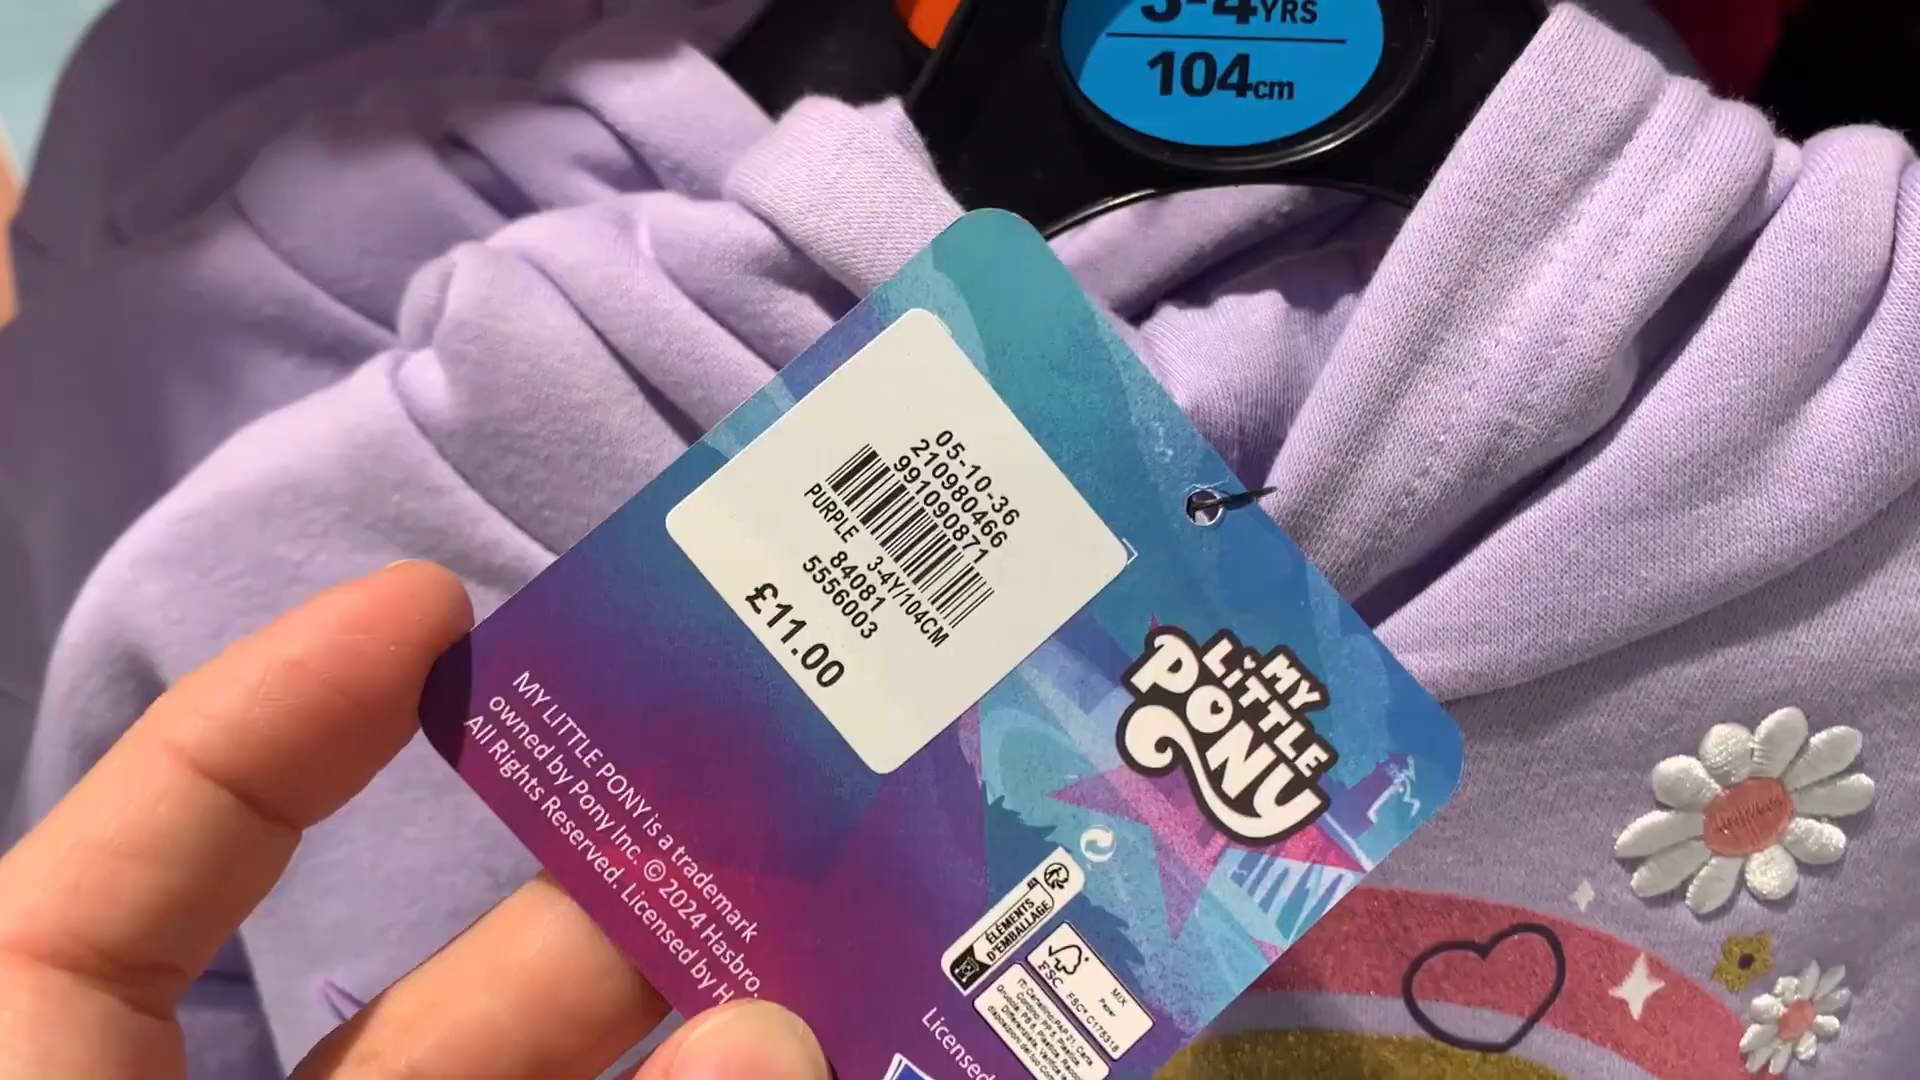 3-4YRS
104cm
05-10-36
210980466
991090871
PURPLE 3-4Y/104CM
84081
5556003
£11.00
MY
LiTTLE
PONY
MY LITTLE PONY is a trademark
owned by Pony Inc. © 2024 Hasbro.
All Rights Reserved. Licensed by H
ÉLÉMENTS
D'EMBALLAGE
FSC
MIX
Paper
FSC® C175318
Licensed